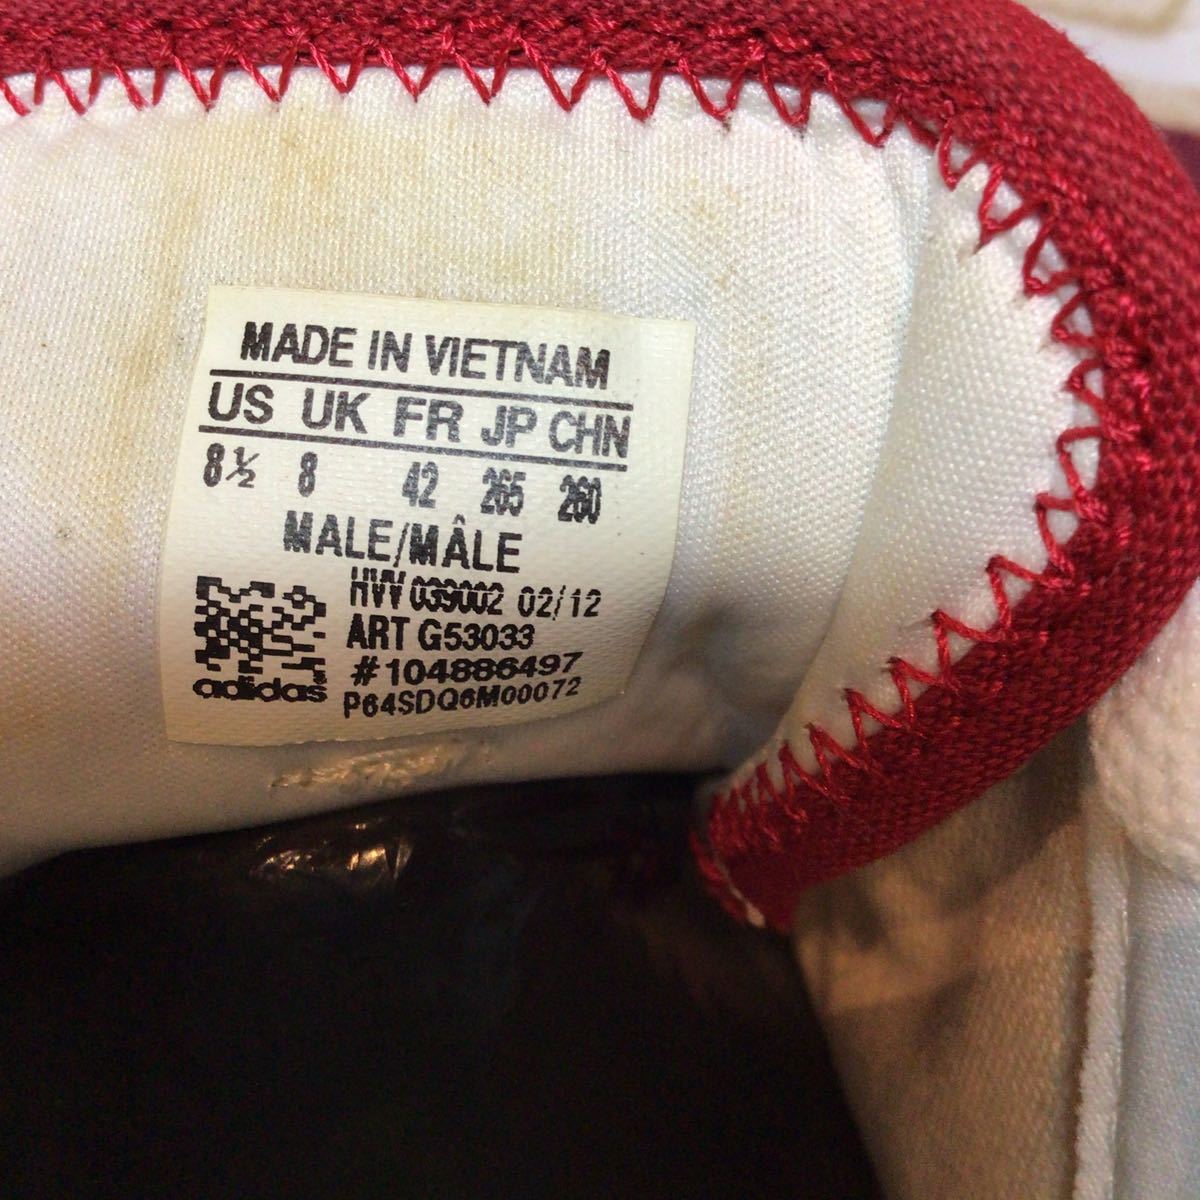 MADE IN VIETNAM
US UK FR JP CHN
8½ 8 42 265 260
MALE/MÂLE
HVV 039002 02/12
ART G53033
#104886497
adidas P64SDQ6M00072